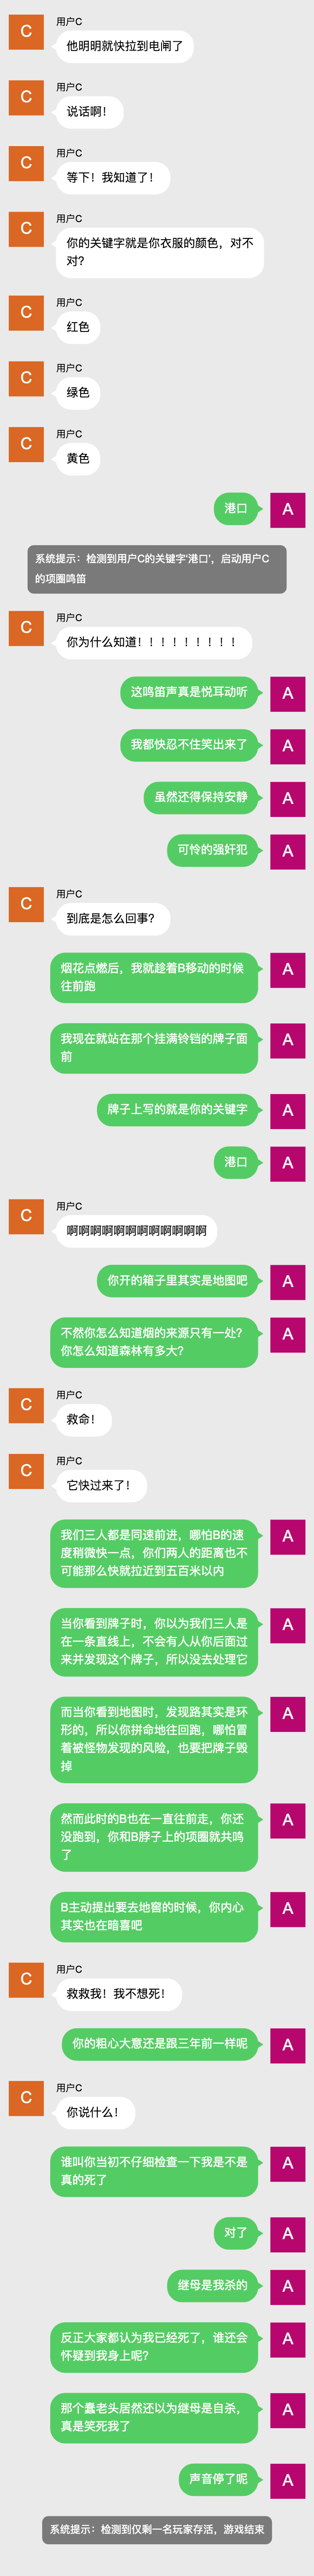 C
用户C
他明明就快拉到电闸了
C
用户C
说话啊！
C
用户C
等下！我知道了！
C
用户C
你的关键字就是你衣服的颜色，对不
对？
C
用户C
红色
C
用户C
绿色
C
用户C
黄色
港口
A
系统提示：检测到用户C的关键字'港口'，启动用户C
的项圈鸣笛
C
用户C
你为什么知道！！！！！！！！！
这鸣笛声真是悦耳动听
A
我都快忍不住笑出来了
A
虽然还得保持安静
A
可怜的强奸犯
A
C
用户C
到底是怎么回事？
烟花点燃后，我就趁着B移动的时候
往前跑
A
我现在就站在那个挂满铃铛的牌子面
前
A
牌子上写的就是你的关键字
A
港口
A
C
用户C
啊啊啊啊啊啊啊啊啊啊啊啊
你开的箱子里其实是地图吧
A
不然你怎么知道烟的来源只有一处？
你怎么知道森林有多大？
A
C
用户C
救命！
C
用户C
它快过来了！
我们三人都是同速前进，哪怕B的速
度稍微快一点，你们两人的距离也不
可能那么快就拉近到五百米以内
A
当你看到牌子时，你以为我们三人是
在一条直线上，不会有人从你后面过
来并发现这个牌子，所以没去处理它
A
而当你看到地图时，发现路其实是环
形的，所以你拼命地往回跑，哪怕冒
着被怪物发现的风险，也要把牌子毁
掉
A
然而此时的B也在一直往前走，你还
没跑到，你和B脖子上的项圈就共鸣
了
A
B主动提出要去地窖的时候，你内心
其实也在暗喜吧
A
C
用户C
救救我！我不想死！
你的粗心大意还是跟三年前一样呢
A
C
用户C
你说什么！
谁叫你当初不仔细检查一下我是不是
真的死了
A
对了
A
继母是我杀的
A
反正大家都认为我已经死了，谁还会
怀疑到我身上呢？
A
那个蠢老头居然还以为继母是自杀，
真是笑死我了
A
声音停了呢
A
系统提示：检测到仅剩一名玩家存活，游戏结束